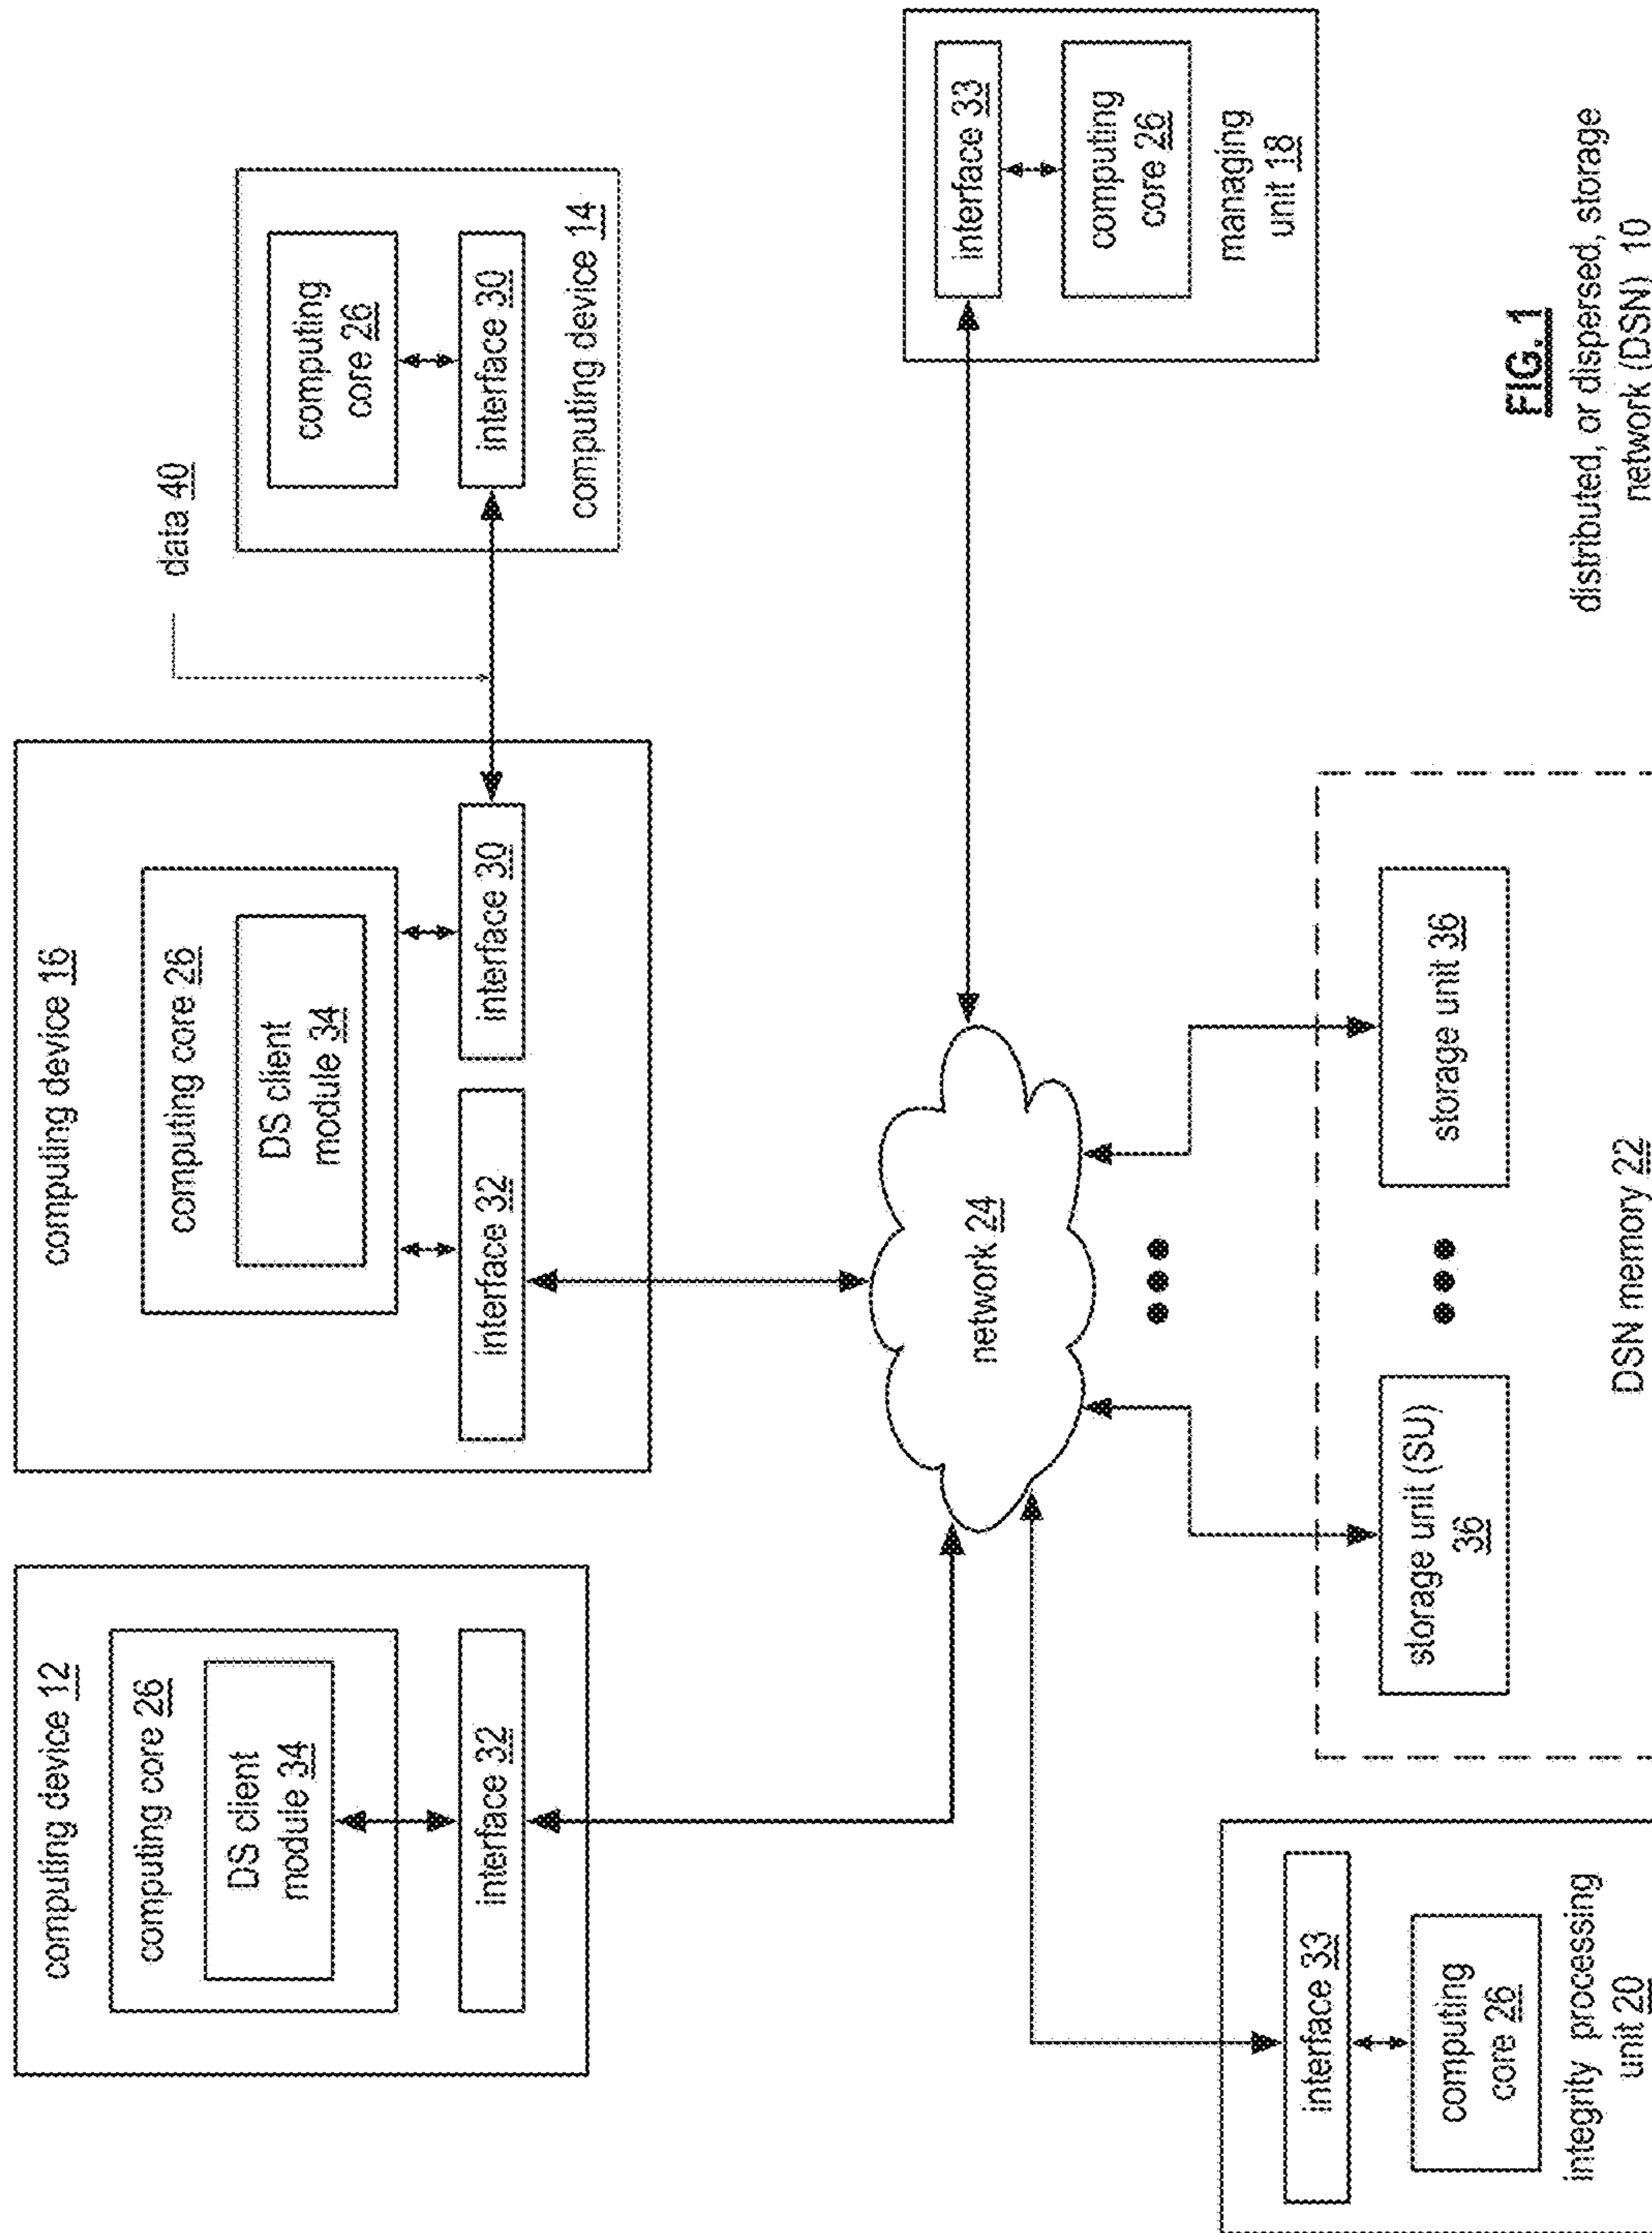 computing device 12
computing core 26
DS client
module 34
interface 32
computing device 16
computing core 26
DS client
module 34
interface 32
interface 30
data 40
computing
core 26
interface 30
computing device 14
network 24
interface 33
computing
core 26
managing
unit 18
interface 33
computing
core 26
integrity processing
unit 20
storage unit (SU)
36
storage unit 36
DSN memory 22
FIG. 1
distributed, or dispersed, storage
network (DSN) 10